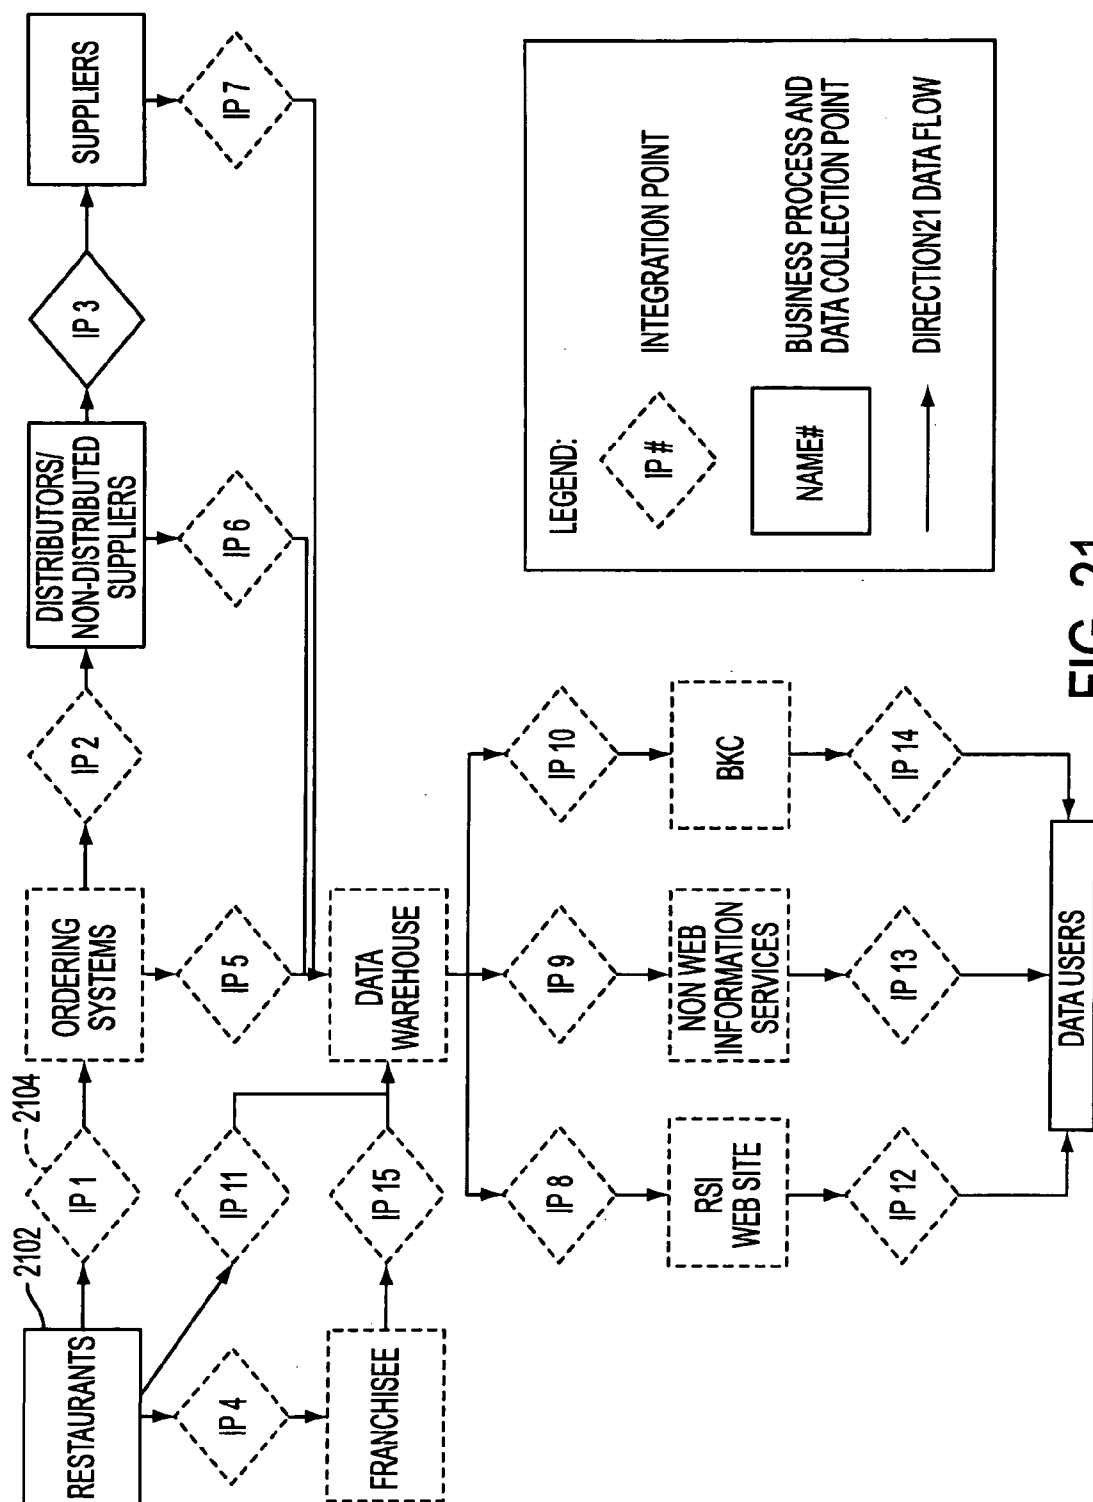 RESTAURANTS
2102
IP 1
2104
ORDERING
SYSTEMS
IP 2
DISTRIBUTORS/
NON-DISTRIBUTED
SUPPLIERS
IP 3
SUPPLIERS
IP 4
IP 11
IP 5
IP 6
IP 7
FRANCHISEE
IP 15
DATA
WAREHOUSE
IP 8
IP 9
IP 10
RSI
WEB SITE
NON WEB
INFORMATION
SERVICES
BKC
IP 12
IP 13
IP 14
DATA USERS
LEGEND:
IP #
INTEGRATION POINT
NAME#
BUSINESS PROCESS AND
DATA COLLECTION POINT
DIRECTION21 DATA FLOW
FIG. 21